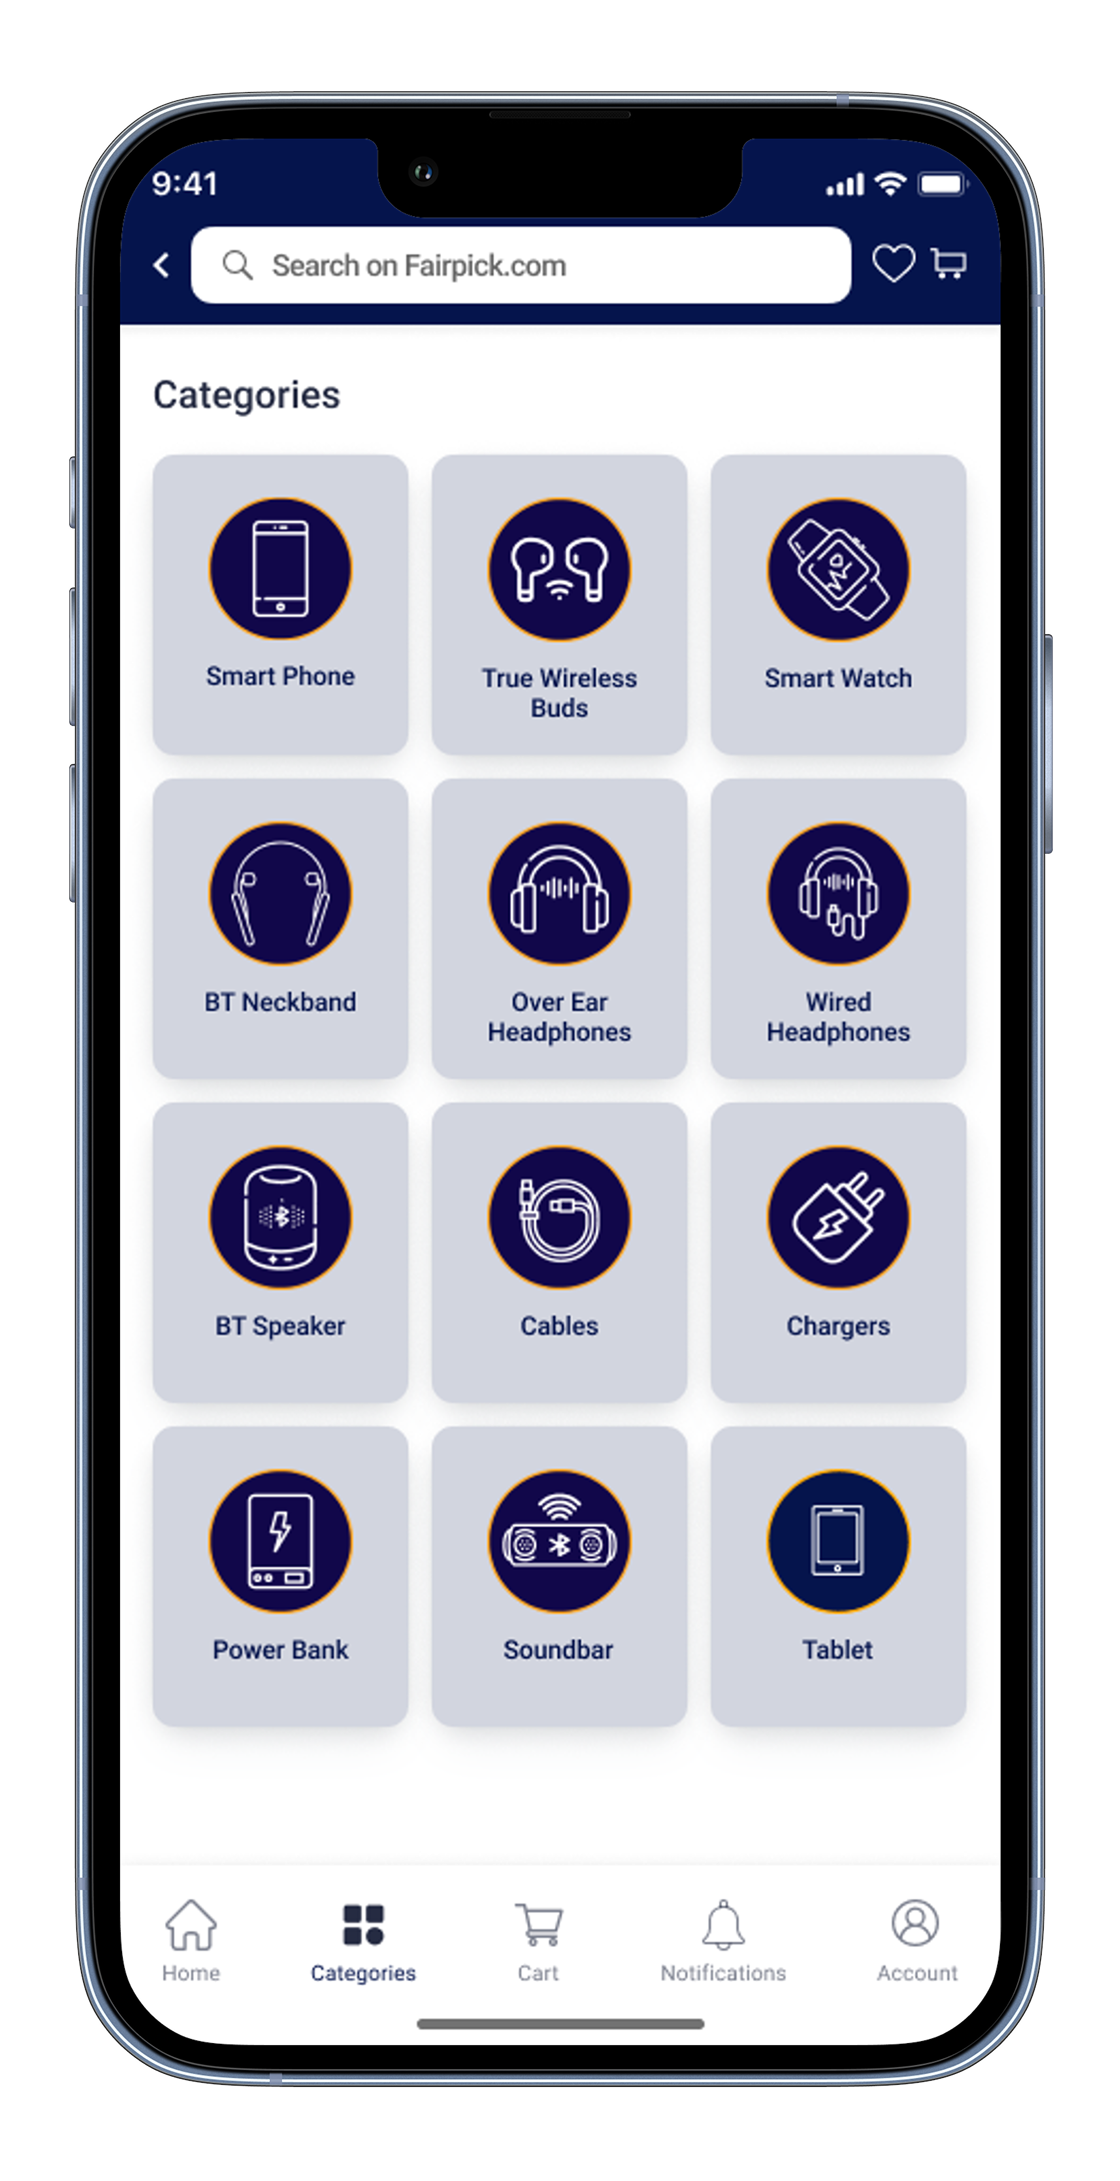 9:41
Search on Fairpick.com
Categories
Smart Phone
True Wireless
Buds
Smart Watch
BT Neckband
Over Ear
Headphones
Wired
Headphones
BT Speaker
Cables
Chargers
Power Bank
Soundbar
Tablet
Home
Categories
Cart
Notifications
Account